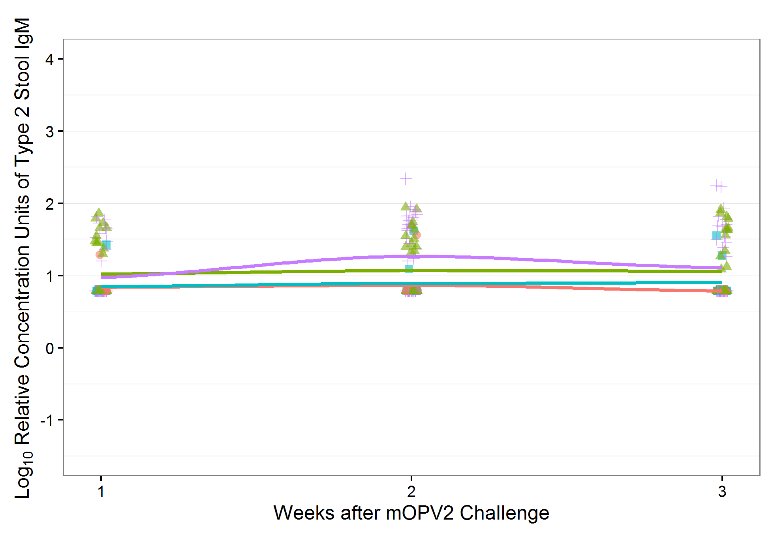 Log10 Relative Concentration Units of Type 2 Stool IgM
4
3
2
1
0
-1
1 2 3
Weeks after mOPV2 Challenge